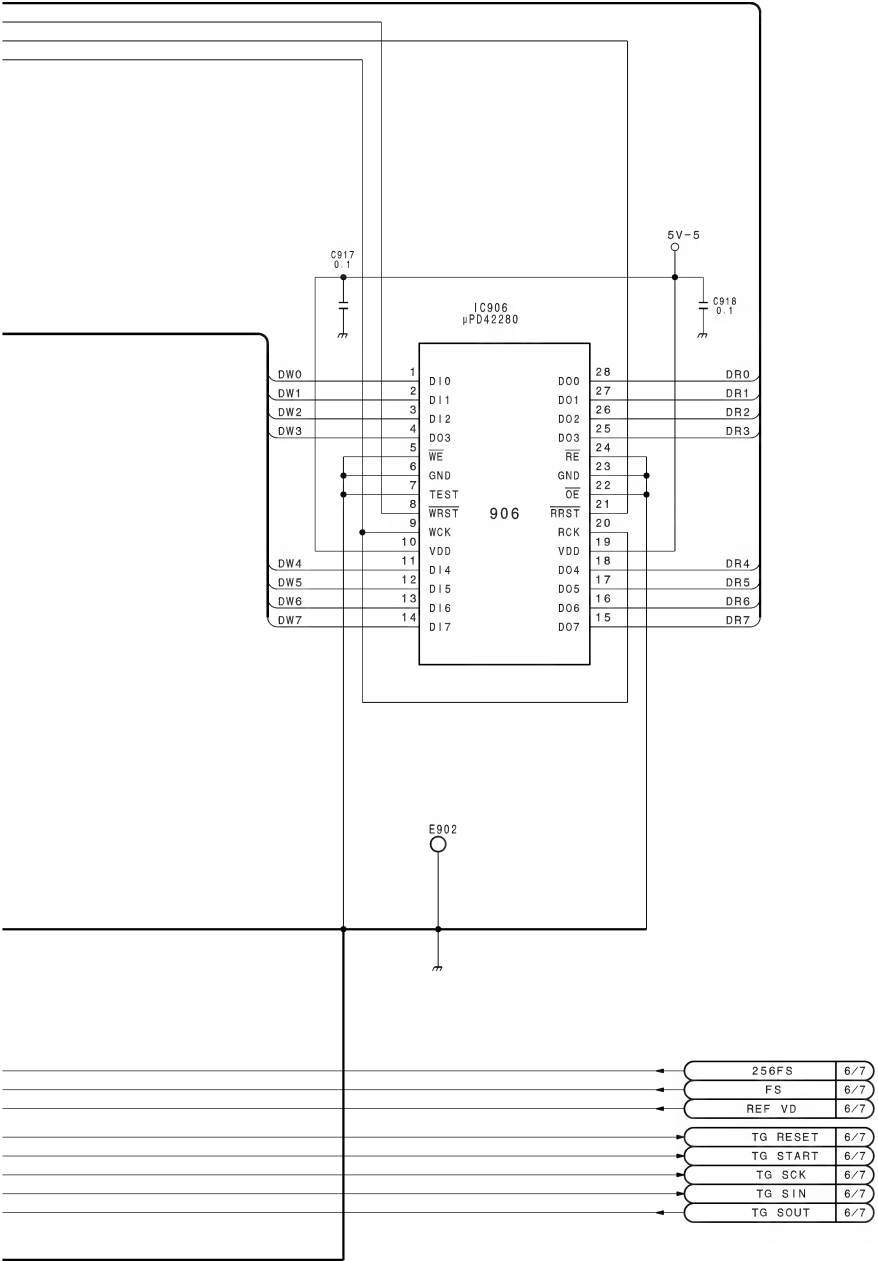 5V-5
C917
0.1
C918
0.1
IC906
µPD42280
DW0 1 DI0 DO0 28 DR0
DW1 2 DI1 DO1 27 DR1
DW2 3 DI2 DO2 26 DR2
DW3 4 DO3 DO3 25 DR3
5 WE RE 24
6 GND GND 23
7 TEST OE 22
8 WRST 906 RRST 21
9 WCK RCK 20
10 VDD VDD 19
DW4 11 DI4 DO4 18 DR4
DW5 12 DI5 DO5 17 DR5
DW6 13 DI6 DO6 16 DR6
DW7 14 DI7 DO7 15 DR7
E902
256FS 6/7
FS 6/7
REF VD 6/7
TG RESET 6/7
TG START 6/7
TG SCK 6/7
TG SIN 6/7
TG SOUT 6/7